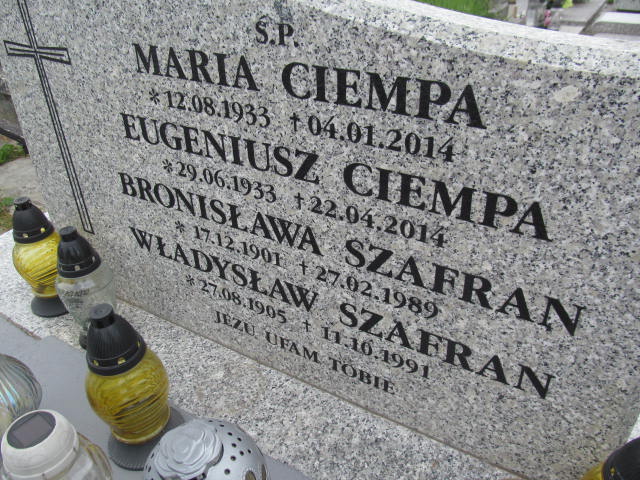 Ś.P.
MARIA CIEMPA
*12.08.1933 †04.01.2014
EUGENIUSZ CIEMPA
*29.06.1933 †22.04.2014
BRONISŁAWA SZAFRAN
*17.12.1901 †27.02.1989
WŁADYSŁAW SZAFRAN
*27.08.1905 †11.10.1991
JEZU UFAM TOBIE